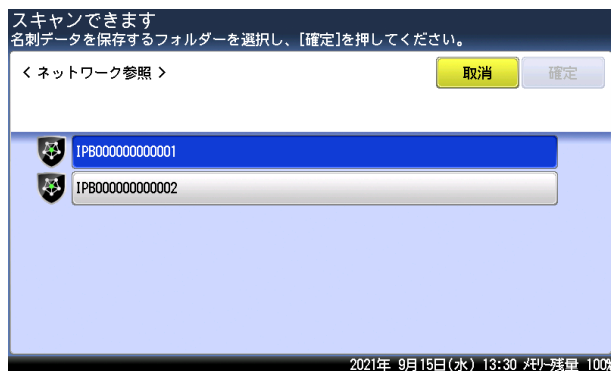 スキャンできます
名刺データを保存するフォルダーを選択し、[確定]を押してください。
< ネットワーク参照 >
取消
確定
IPB000000000001
IPB000000000002
2021年 9月15日(水) 13:30 メモリー残量 100%